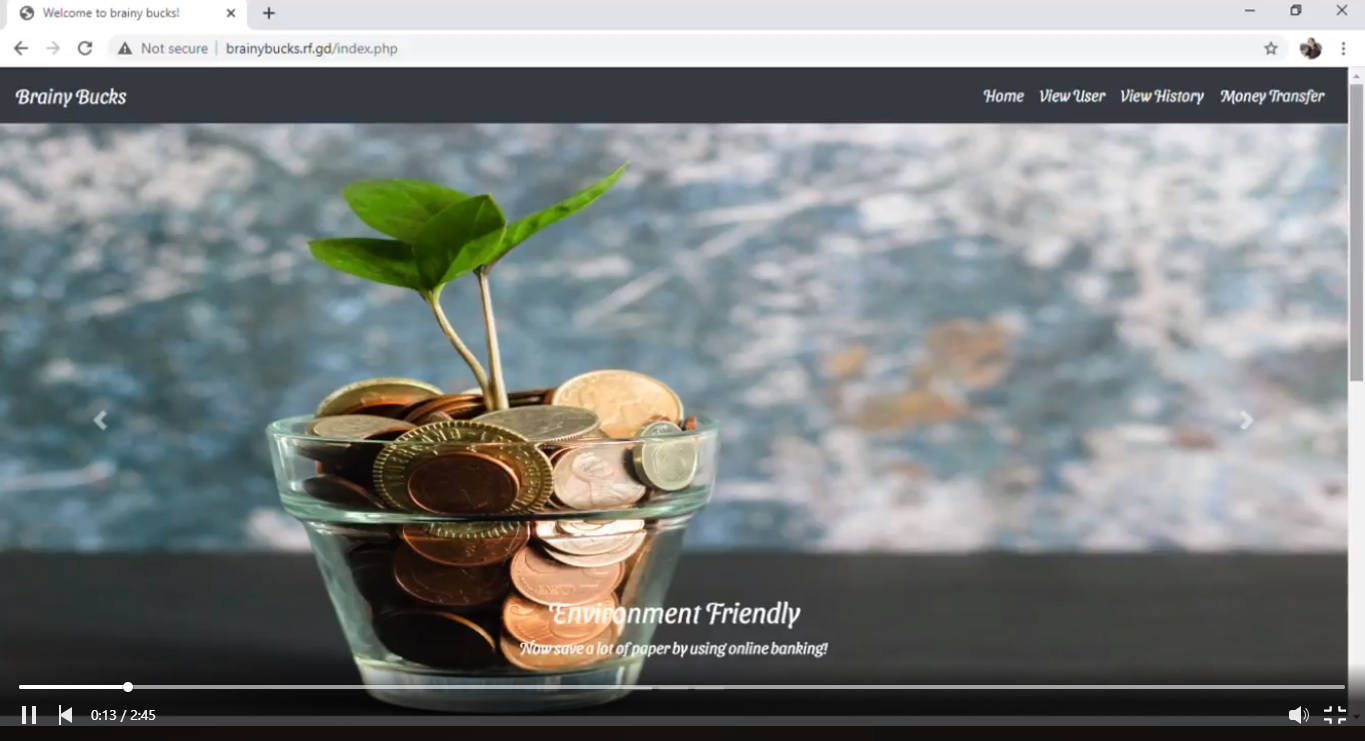 Welcome to brainy bucks!
Not secure | brainybucks.rf.gd/index.php
Brainy Bucks
Home View User View History Money Transfer
Environment Friendly
Now save a lot of paper by using online banking!
0:13 / 2:45